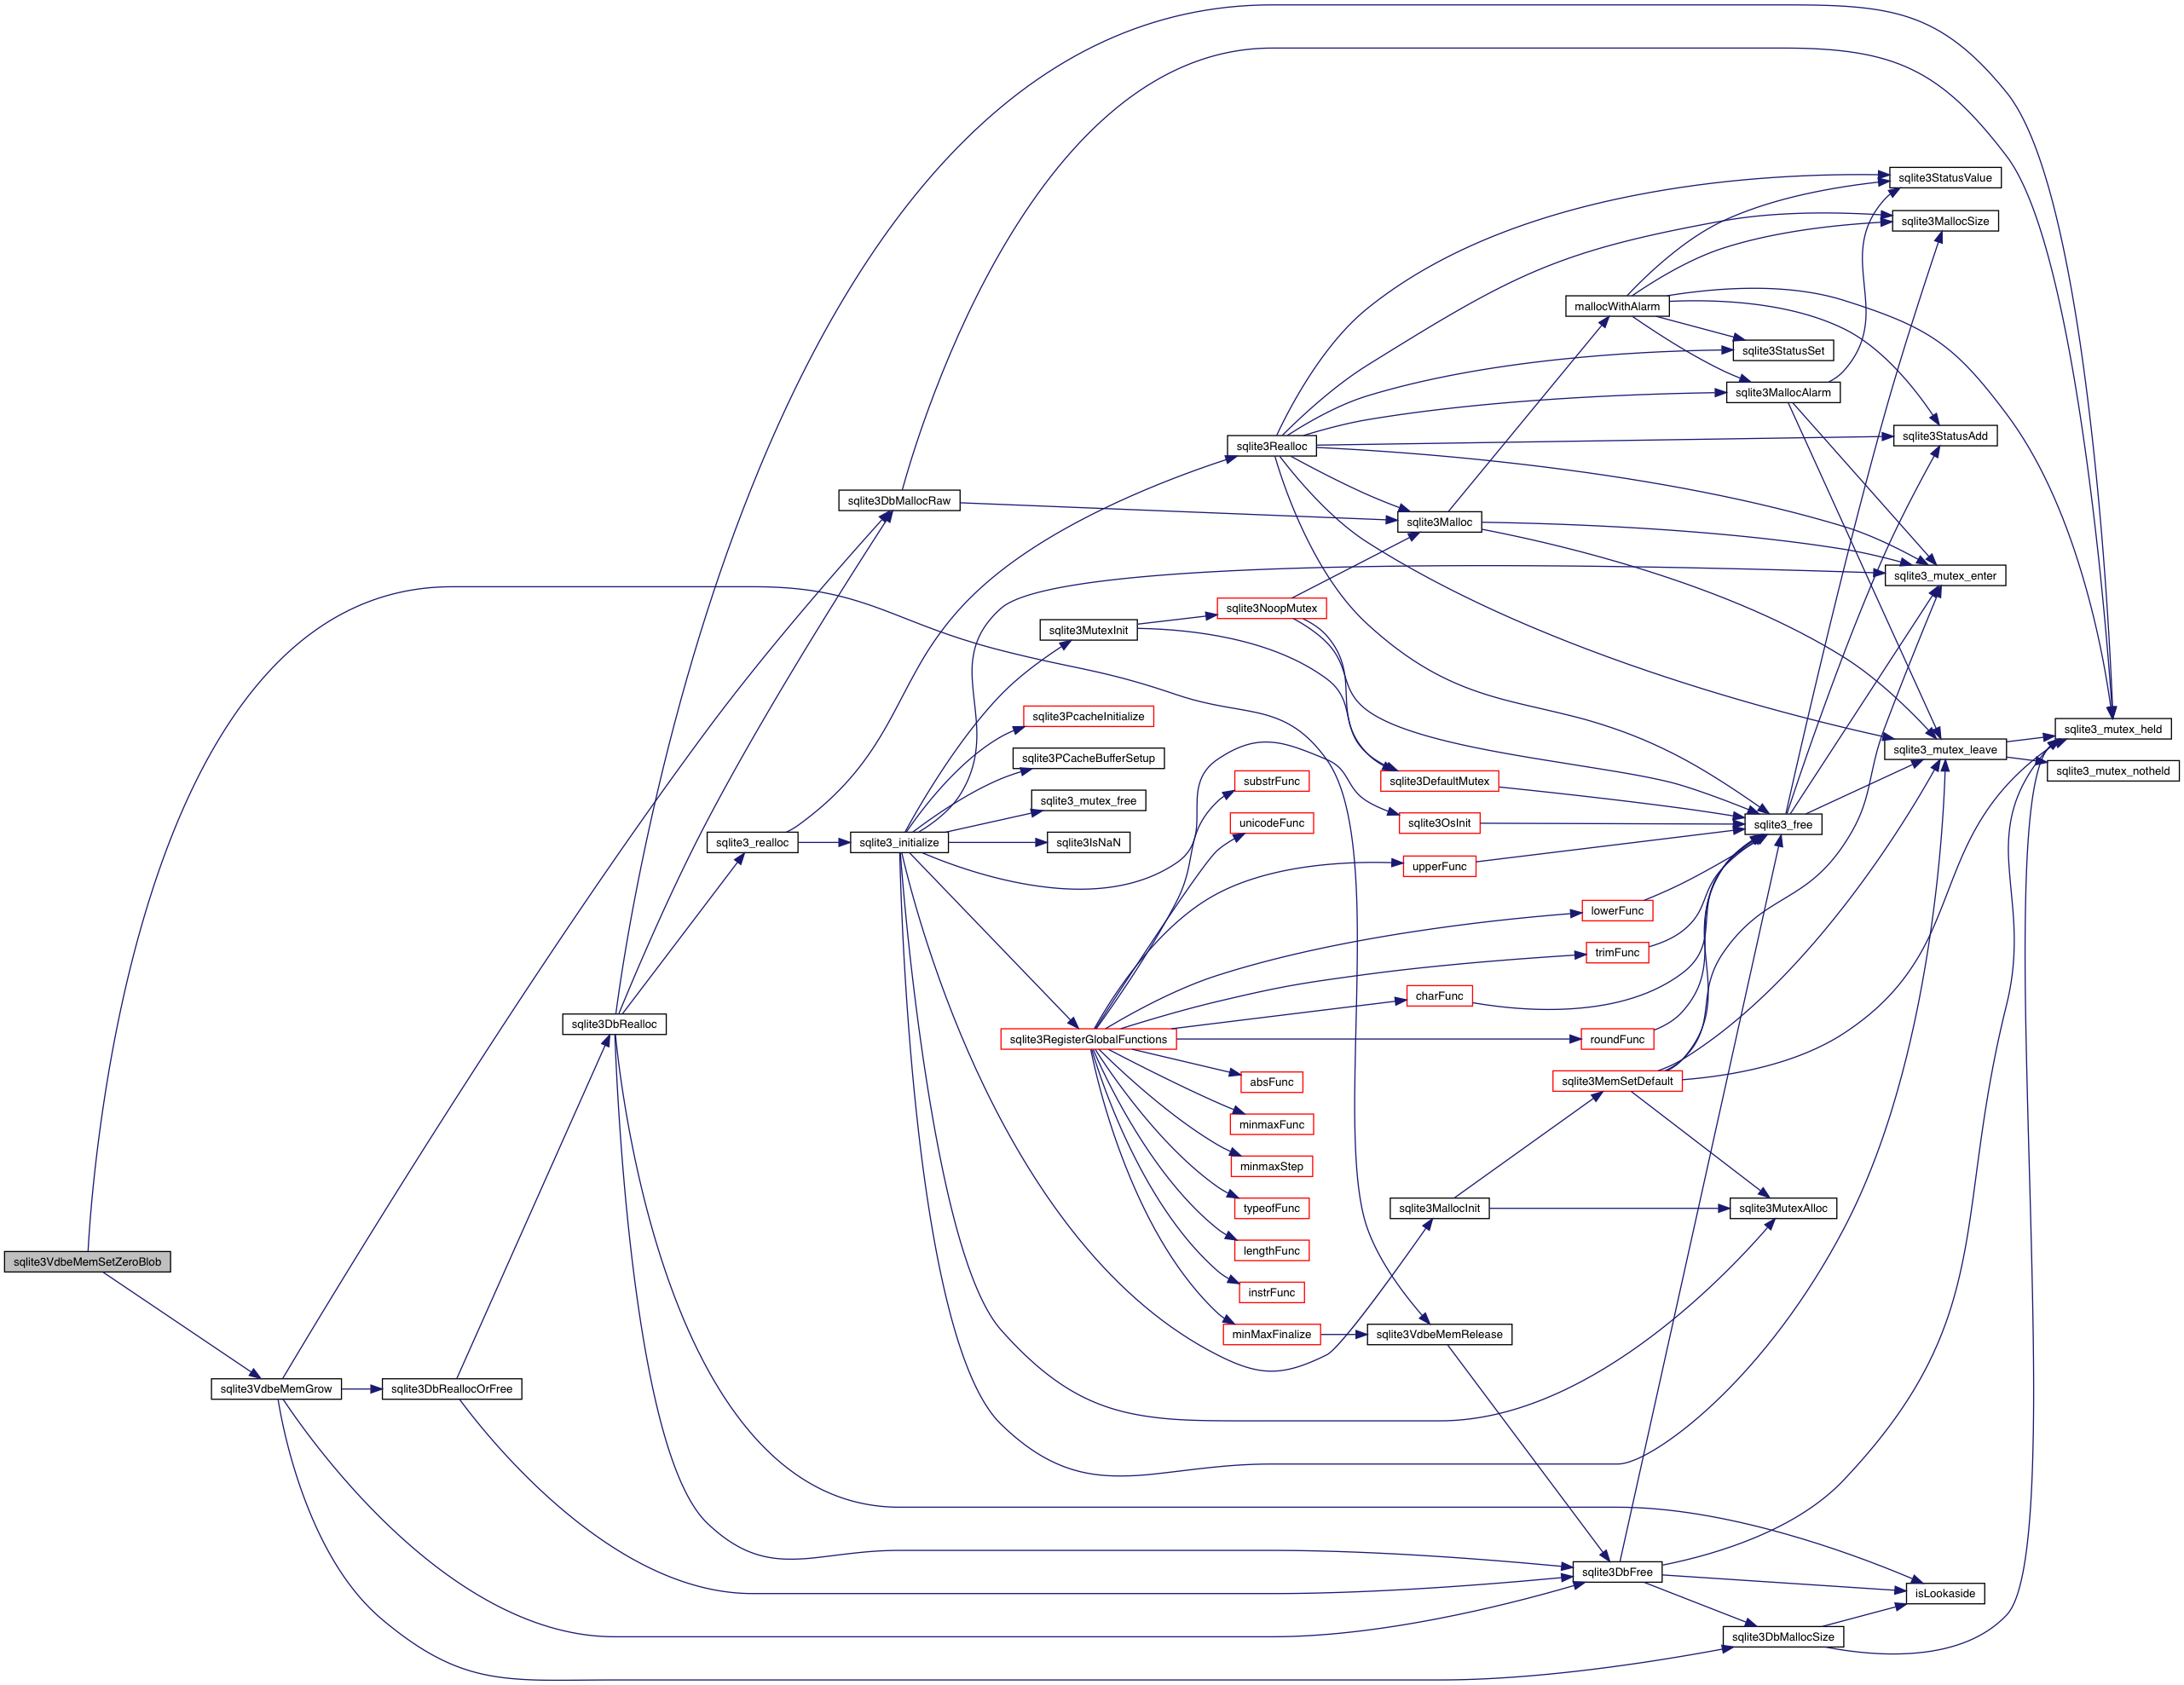 sqlite3StatusValue
sqlite3MallocSize
mallocWithAlarm
sqlite3StatusSet
sqlite3MallocAlarm
sqlite3StatusAdd
sqlite3Realloc
sqlite3DbMallocRaw
sqlite3Malloc
sqlite3_mutex_enter
sqlite3NoopMutex
sqlite3MutexInit
sqlite3PcacheInitialize
sqlite3_mutex_held
sqlite3PCacheBufferSetup
sqlite3_mutex_leave
sqlite3_mutex_notheld
substrFunc
sqlite3DefaultMutex
sqlite3_mutex_free
unicodeFunc
sqlite3OsInit
sqlite3_free
sqlite3_realloc
sqlite3_initialize
sqlite3IsNaN
upperFunc
lowerFunc
trimFunc
charFunc
sqlite3DbRealloc
sqlite3RegisterGlobalFunctions
roundFunc
absFunc
sqlite3MemSetDefault
minmaxFunc
minmaxStep
typeofFunc
sqlite3MallocInit
sqlite3MutexAlloc
lengthFunc
sqlite3VdbeMemSetZeroBlob
instrFunc
minMaxFinalize
sqlite3VdbeMemRelease
sqlite3VdbeMemGrow
sqlite3DbReallocOrFree
sqlite3DbFree
isLookaside
sqlite3DbMallocSize